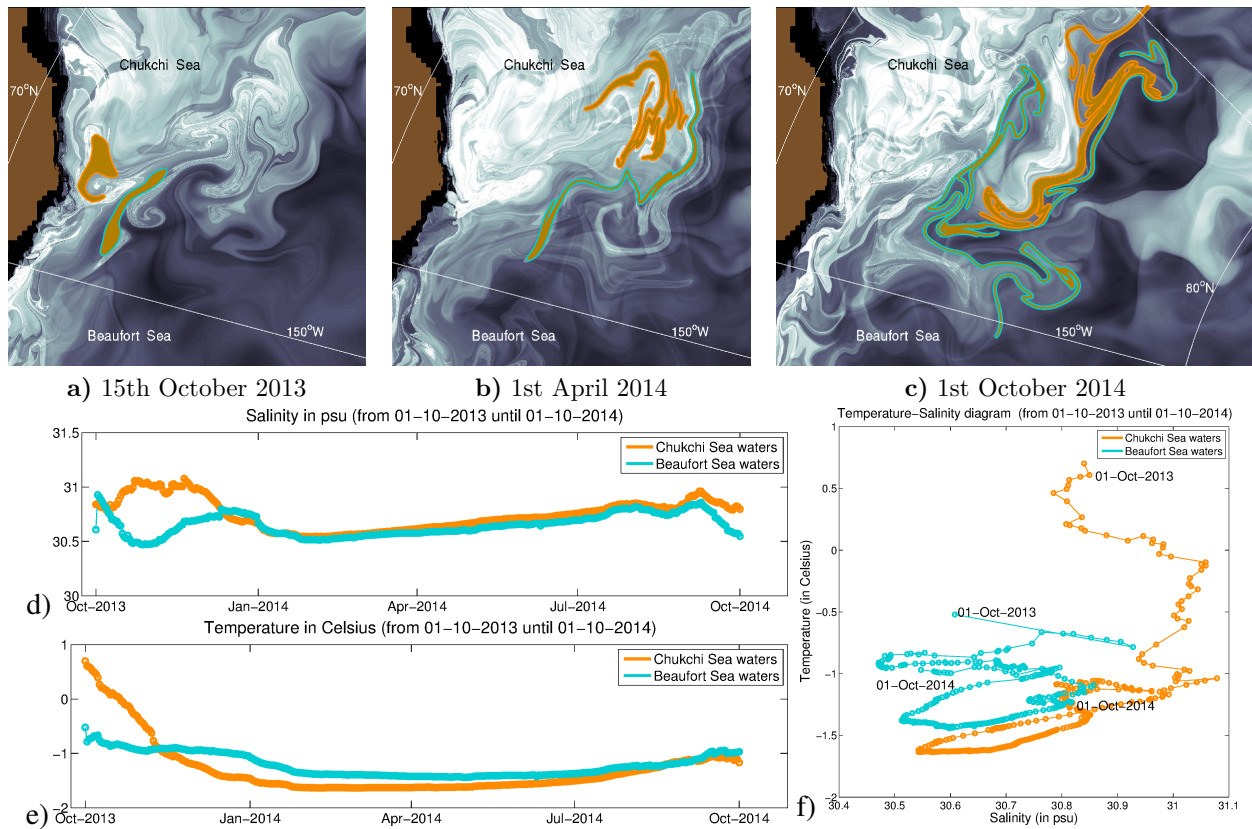 Chukchi Sea
70°N
150°W
Beaufort Sea
a) 15th October 2013
Chukchi Sea
70°N
150°W
Beaufort Sea
b) 1st April 2014
Chukchi Sea
70°N
80°N
150°W
Beaufort Sea
c) 1st October 2014
Salinity in psu (from 01-10-2013 until 01-10-2014)
31.5
31
30.5
30
Chukchi Sea waters
Beaufort Sea waters
Oct-2013 Jan-2014 Apr-2014 Jul-2014 Oct-2014
d)
Temperature in Celsius (from 01-10-2013 until 01-10-2014)
1
0
-1
-2
Chukchi Sea waters
Beaufort Sea waters
Oct-2013 Jan-2014 Apr-2014 Jul-2014 Oct-2014
e)
Temperature-Salinity diagram (from 01-10-2013 until 01-10-2014)
1
0.5
0
-0.5
-1
-1.5
-2
Temperature (in Celsius)
Chukchi Sea waters
Beaufort Sea waters
01-Oct-2013
01-Oct-2013
01-Oct-2014
01-Oct-2014
30.4 30.5 30.6 30.7 30.8 30.9 31 31.1 31.2
Salinity (in psu)
f)